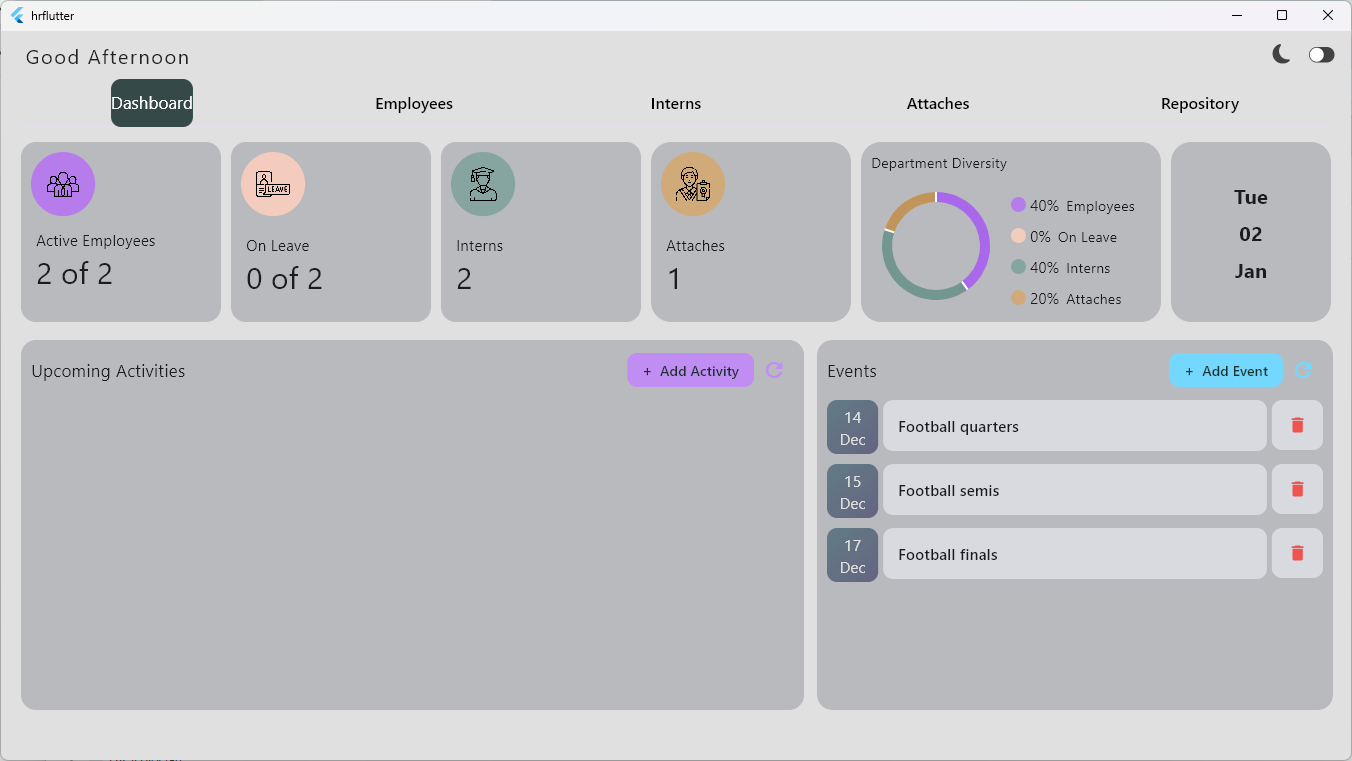 hrflutter
Good Afternoon
Dashboard
Employees
Interns
Attaches
Repository
Active Employees
2 of 2
LEAVE
On Leave
0 of 2
Interns
2
Attaches
1
Department Diversity
40% Employees
0% On Leave
40% Interns
20% Attaches
Tue
02
Jan
Upcoming Activities
+ Add Activity
Events
+ Add Event
14
Dec
Football quarters
15
Dec
Football semis
17
Dec
Football finals